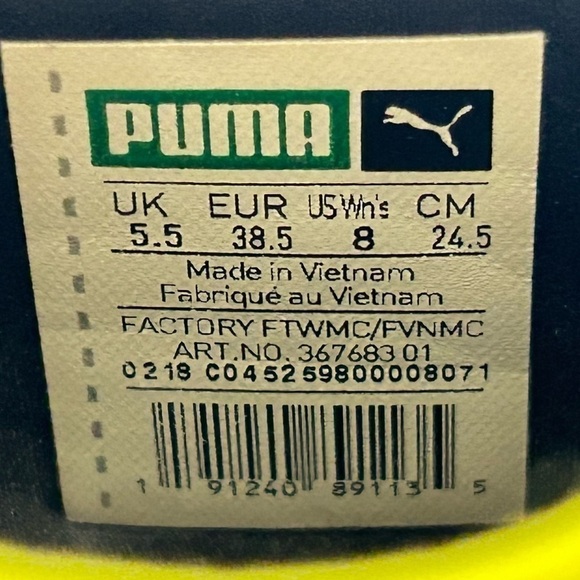 PUMA
UK EUR US Wn's CM
5.5 38.5 8 24.5
Made in Vietnam
Fabriqué au Vietnam
FACTORY FTWMC/FVNMC
ART.NO. 367683 01
0218 C045259800008071
1 91240 89113 5